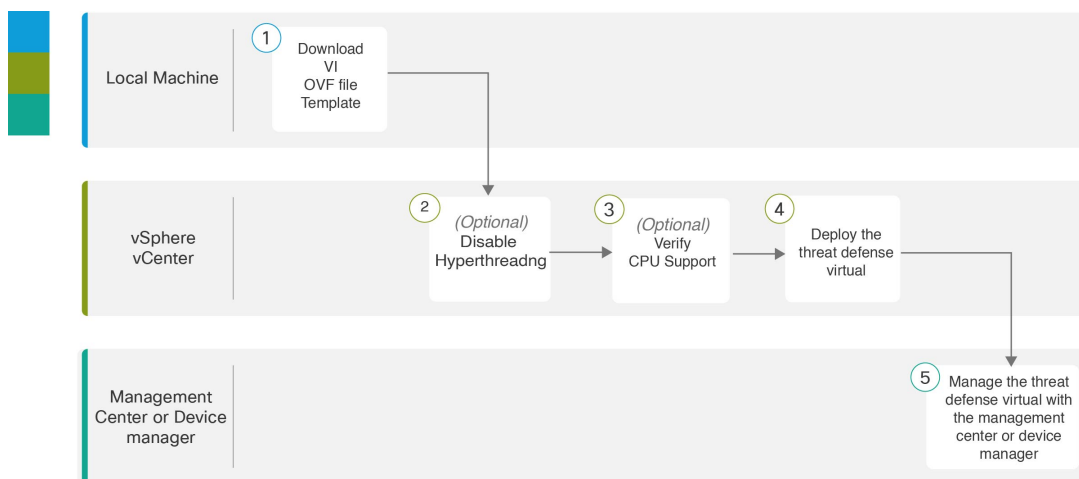 Local Machine
1
Download
VI
OVF file
Template
vSphere
vCenter
2
(Optional)
Disable
Hyperthreadng
3
(Optional)
Verify
CPU Support
4
Deploy the
threat defense
virtual
Management
Center or Device
manager
5
Manage the threat
defense virtual with
the management
center or device
manager